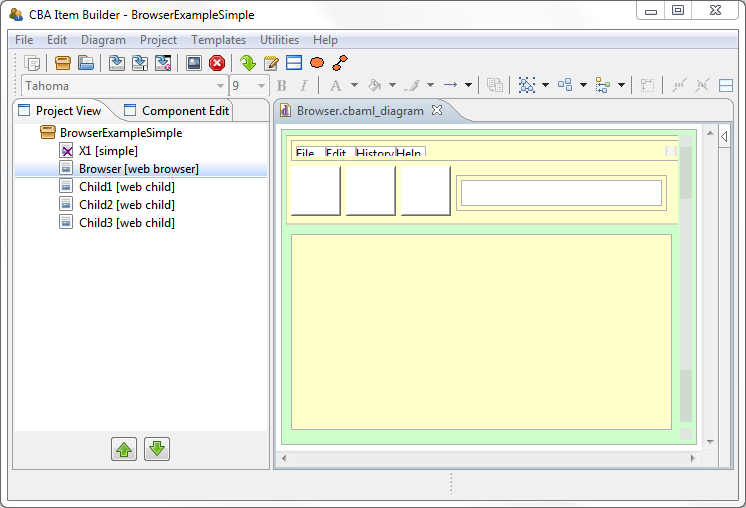 CBA Item Builder - BrowserExampleSimple
File Edit Diagram Project Templates Utilities Help
Tahoma 9 B I A
Project View Component Edit
BrowserExampleSimple
X1 [simple]
Browser [web browser]
Child1 [web child]
Child2 [web child]
Child3 [web child]
Browser.cbaml_diagram
File Edit History Help